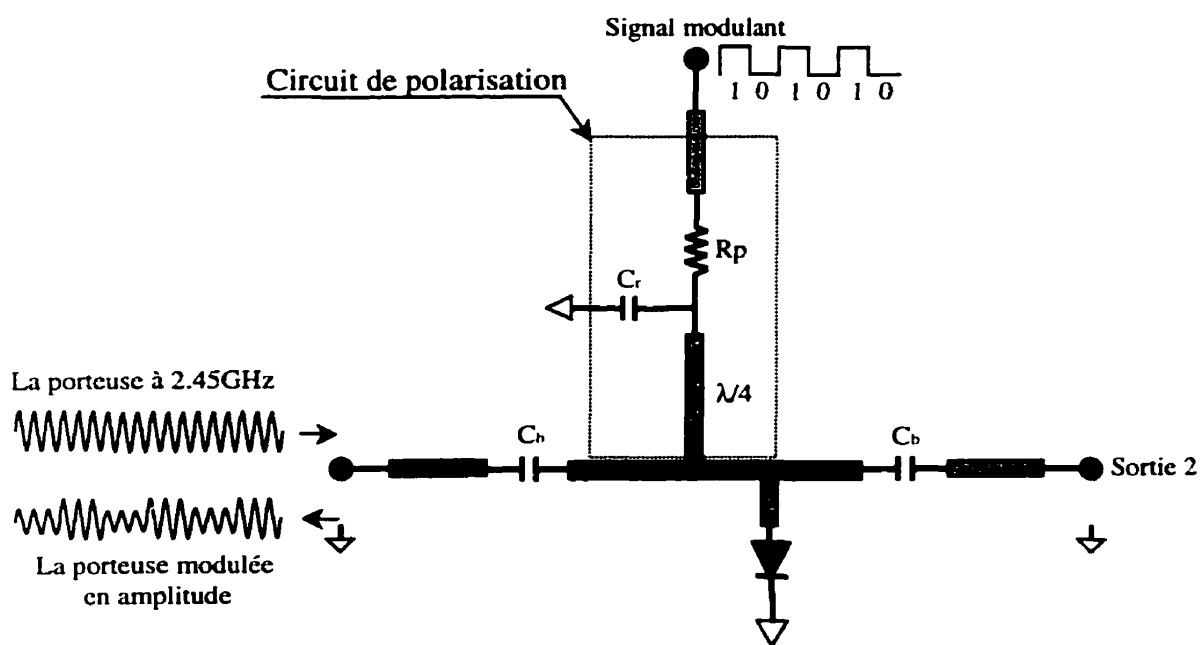 Signal modulant
1 0 1 0 1 0
Circuit de polarisation
Rp
Cr
λ/4
La porteuse à 2.45GHz
Cb
Cb
Sortie 2
La porteuse modulée
en amplitude